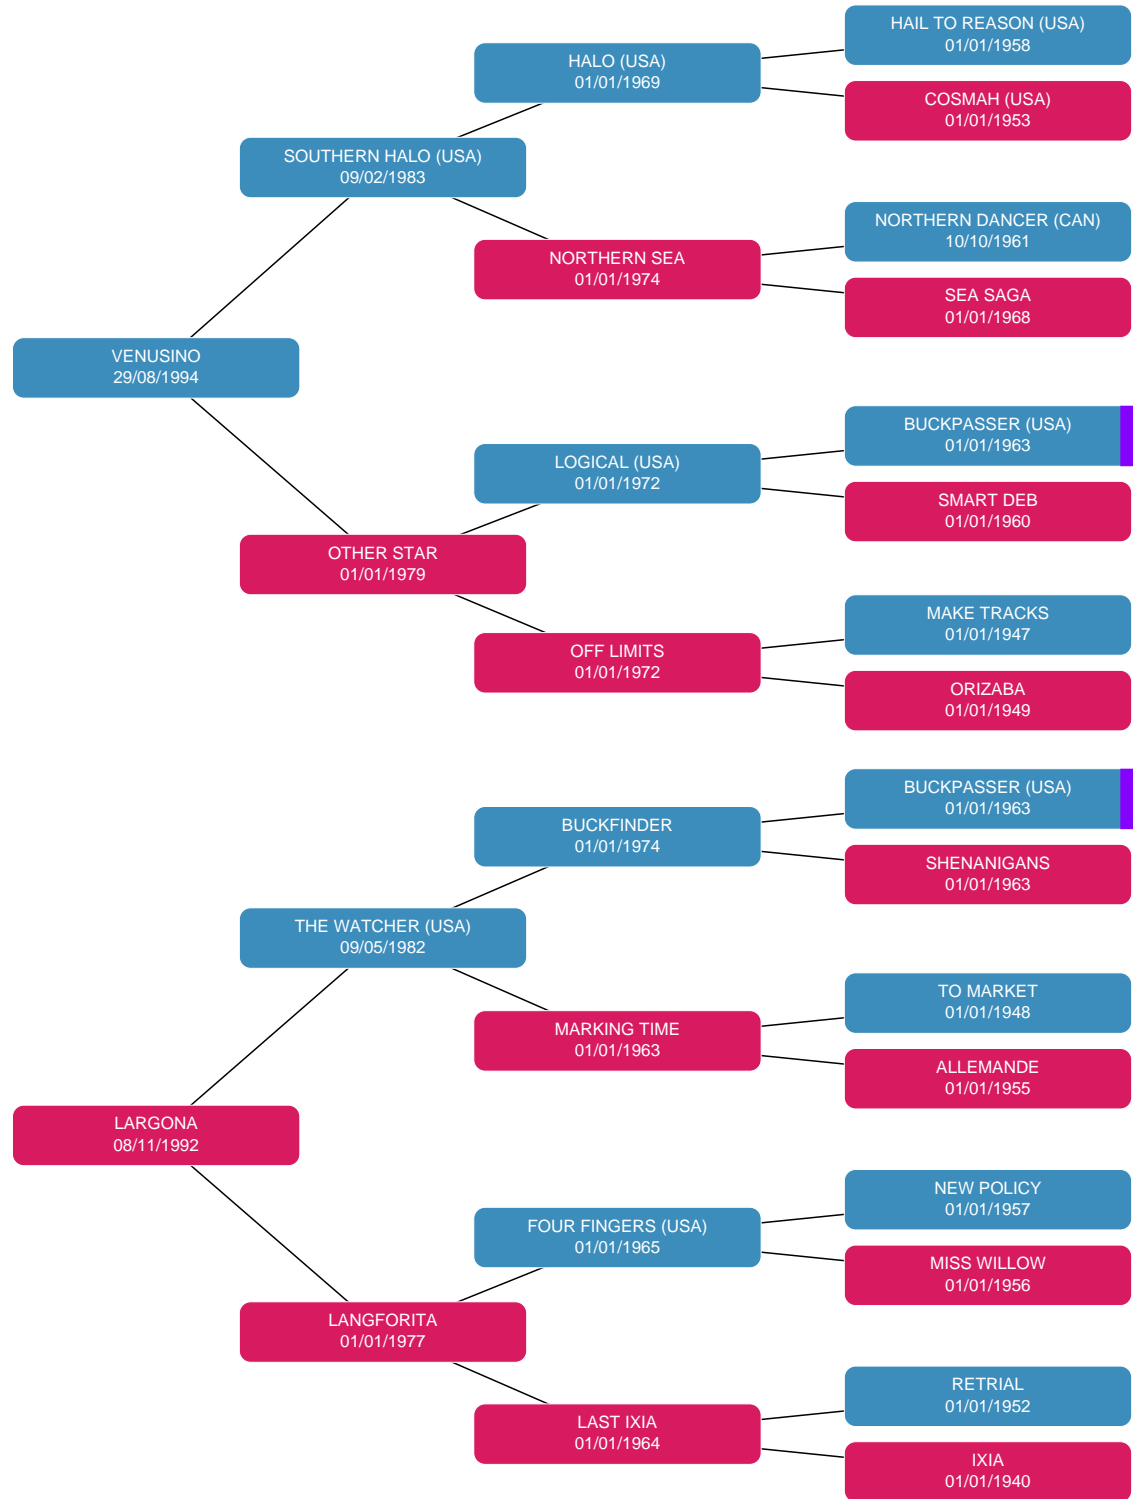 HAIL TO REASON (USA)
01/01/1958
HALO (USA)
01/01/1969
COSMAH (USA)
01/01/1953
SOUTHERN HALO (USA)
09/02/1983
NORTHERN DANCER (CAN)
10/10/1961
NORTHERN SEA
01/01/1974
SEA SAGA
01/01/1968
VENUSINO
29/08/1994
BUCKPASSER (USA)
01/01/1963
LOGICAL (USA)
01/01/1972
SMART DEB
01/01/1960
OTHER STAR
01/01/1979
MAKE TRACKS
01/01/1947
OFF LIMITS
01/01/1972
ORIZABA
01/01/1949
BUCKPASSER (USA)
01/01/1963
BUCKFINDER
01/01/1974
SHENANIGANS
01/01/1963
THE WATCHER (USA)
09/05/1982
TO MARKET
01/01/1948
MARKING TIME
01/01/1963
ALLEMANDE
01/01/1955
LARGONA
08/11/1992
NEW POLICY
01/01/1957
FOUR FINGERS (USA)
01/01/1965
MISS WILLOW
01/01/1956
LANGFORITA
01/01/1977
RETRIAL
01/01/1952
LAST IXIA
01/01/1964
IXIA
01/01/1940